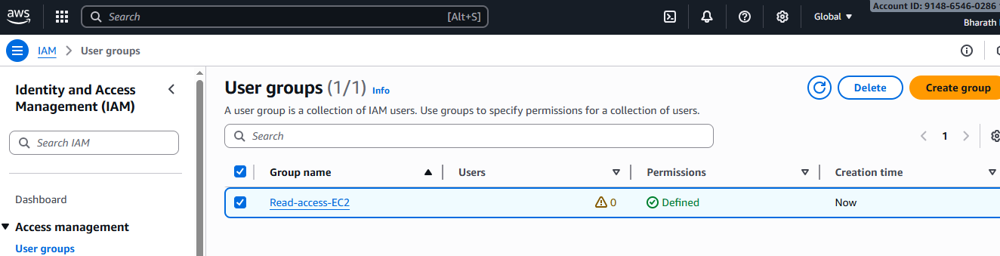 aws
Search [Alt+S]
Global
Account ID: 9148-6546-0286
Bharath
IAM > User groups
Identity and Access
Management (IAM)
Search IAM
Dashboard
Access management
User groups
User groups (1/1) Info
Delete
Create group
A user group is a collection of IAM users. Use groups to specify permissions for a collection of users.
Search
1
Group name Users Permissions Creation time
Read-access-EC2 0 Defined Now